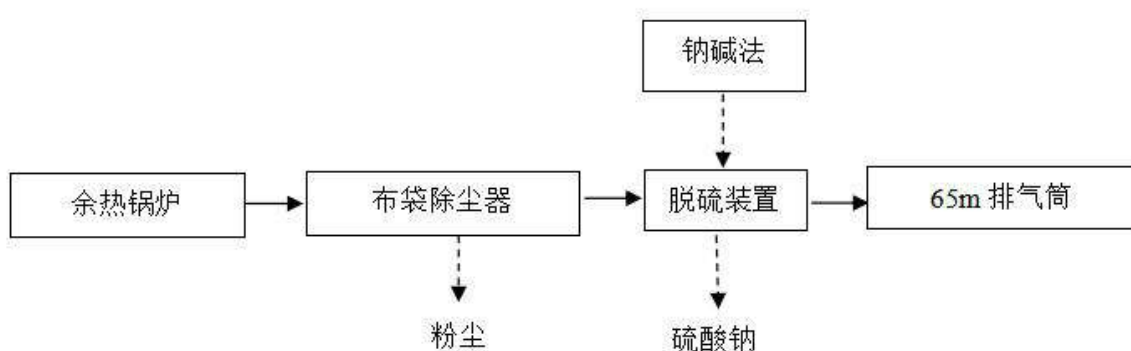 钠碱法
余热锅炉
布袋除尘器
脱硫装置
65m 排气筒
粉尘
硫酸钠